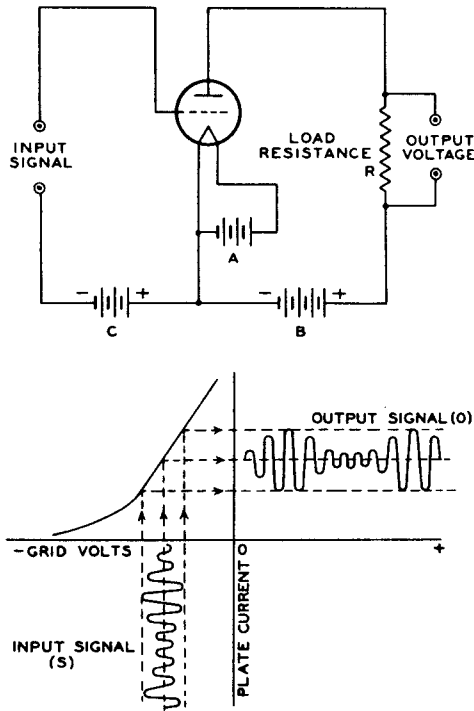 INPUT
SIGNAL
LOAD
RESISTANCE
R
OUTPUT
VOLTAGE
A
- +
C
- +
B
OUTPUT SIGNAL (O)
-GRID VOLTS
O
+
PLATE CURRENT
INPUT SIGNAL
(S)